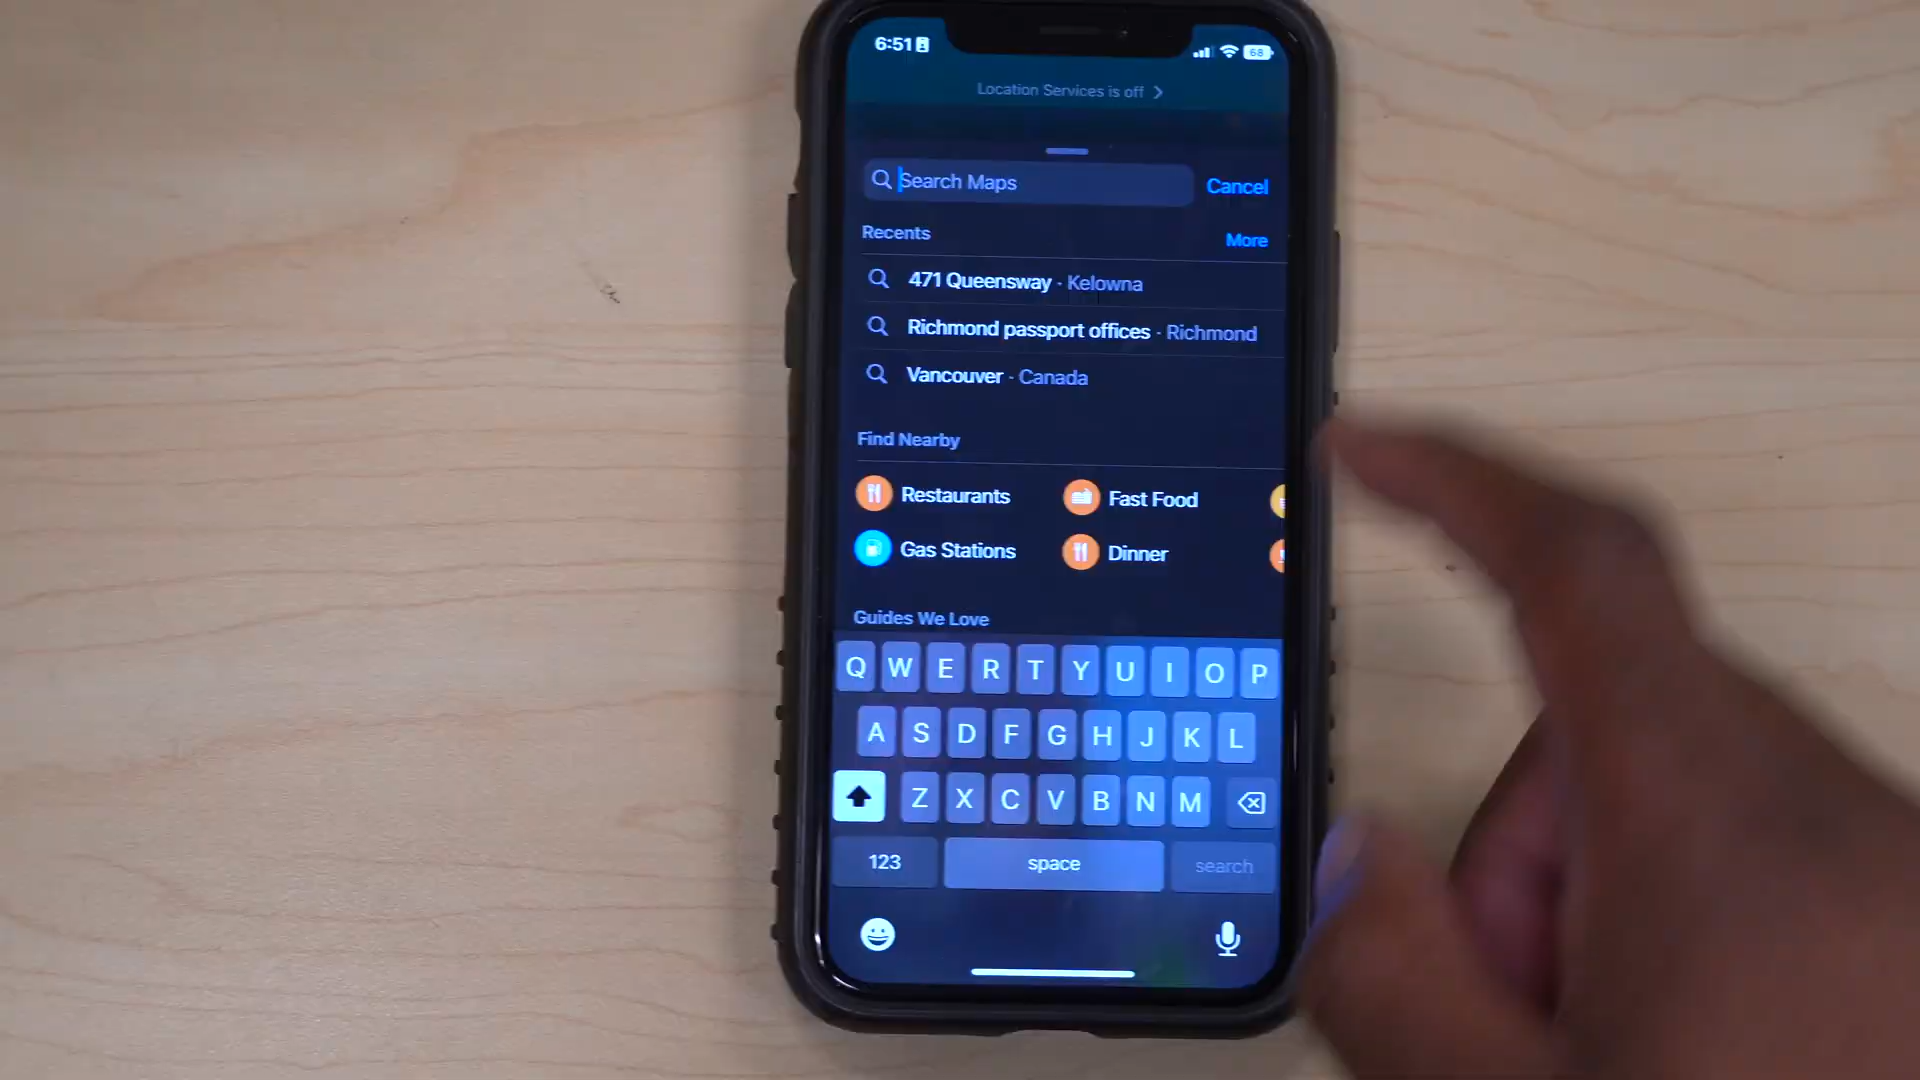 6:51
68
Location Services is off
Search Maps
Cancel
Recents
More
471 Queensway · Kelowna
Richmond passport offices · Richmond
Vancouver · Canada
Find Nearby
Restaurants
Fast Food
Gas Stations
Dinner
Guides We Love
Q W E R T Y U I O P
A S D F G H J K L
Z X C V B N M
123
space
search